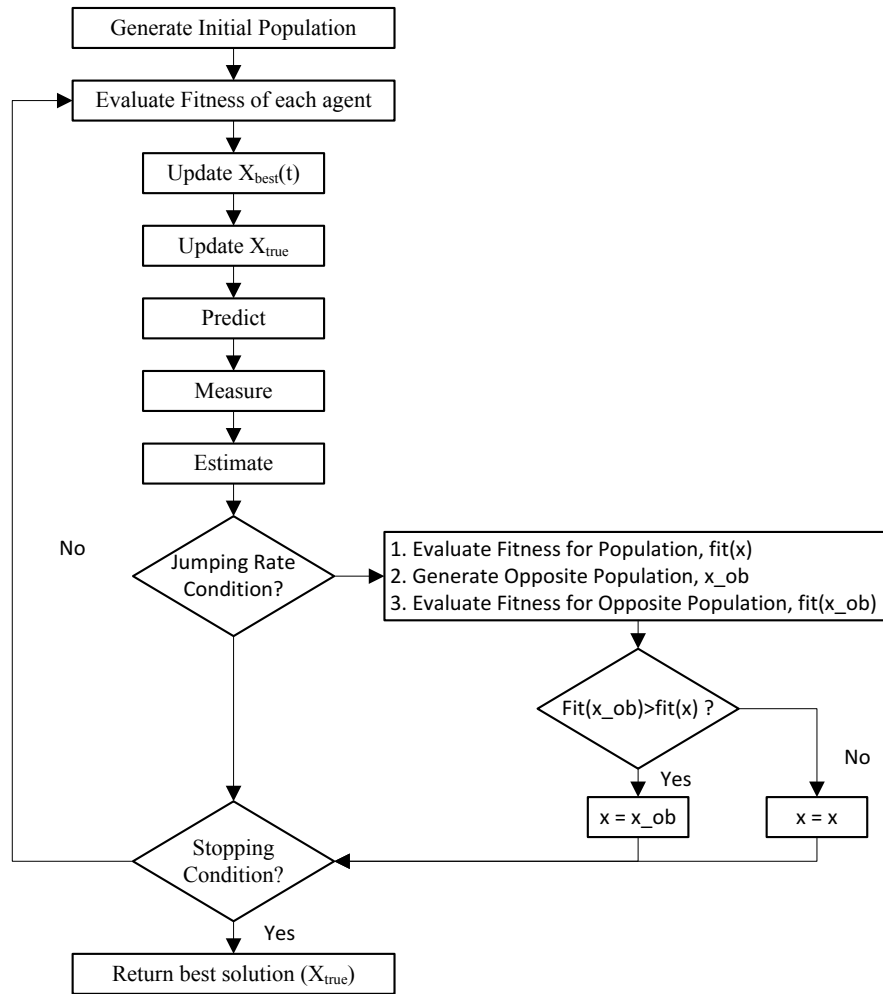 Generate Initial Population
Evaluate Fitness of each agent
Update X_best(t)
Update X_true
Predict
Measure
Estimate
No
Jumping Rate
Condition?
1. Evaluate Fitness for Population, fit(x)
2. Generate Opposite Population, x_ob
3. Evaluate Fitness for Opposite Population, fit(x_ob)
Fit(x_ob)>fit(x) ?
Yes
No
x = x_ob
x = x
Stopping
Condition?
Yes
Return best solution (X_true)